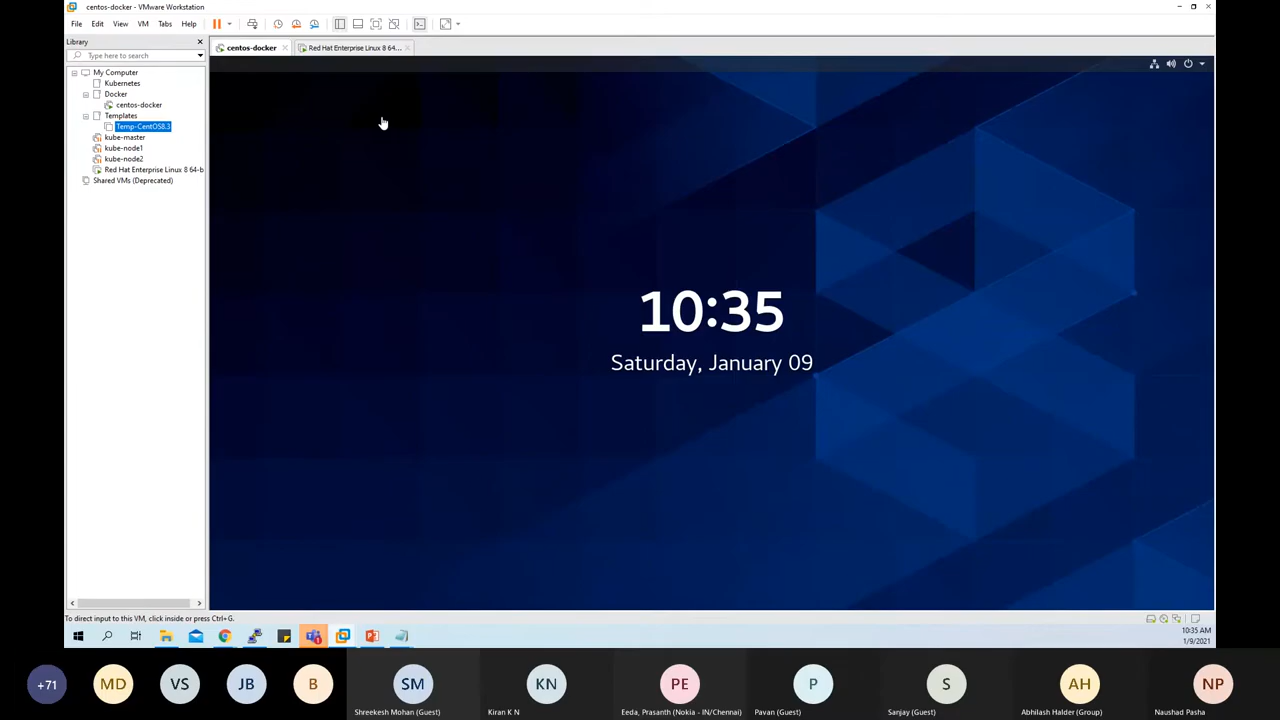 centos-docker - VMware Workstation
File Edit View VM Tabs Help
Library
Type here to search
centos-docker
Red Hat Enterprise Linux 8 64...
My Computer
Kubernetes
Docker
centos-docker
Templates
Temp-CentOS8.3
kube-master
kube-node1
kube-node2
Red Hat Enterprise Linux 8 64-b
Shared VMs (Deprecated)
10:35
Saturday, January 09
To direct input to this VM, click inside or press Ctrl+G.
10:35 AM
1/9/2021
+71
MD
VS
JB
B
SM
KN
PE
P
S
AH
NP
Shreekesh Mohan (Guest)
Kiran K N
Eeda, Prasanth (Nokia - IN/Chennai)
Pavan (Guest)
Sanjay (Guest)
Abhilash Halder (Group)
Naushad Pasha